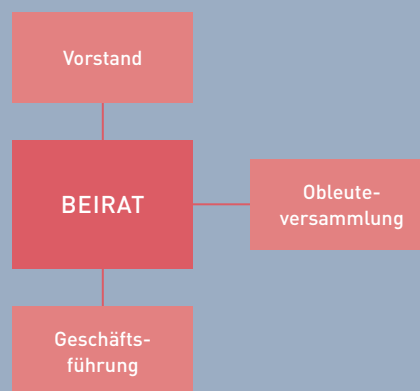 Vorstand
BEIRAT
Obleute-
versammlung
Geschäfts-
führung